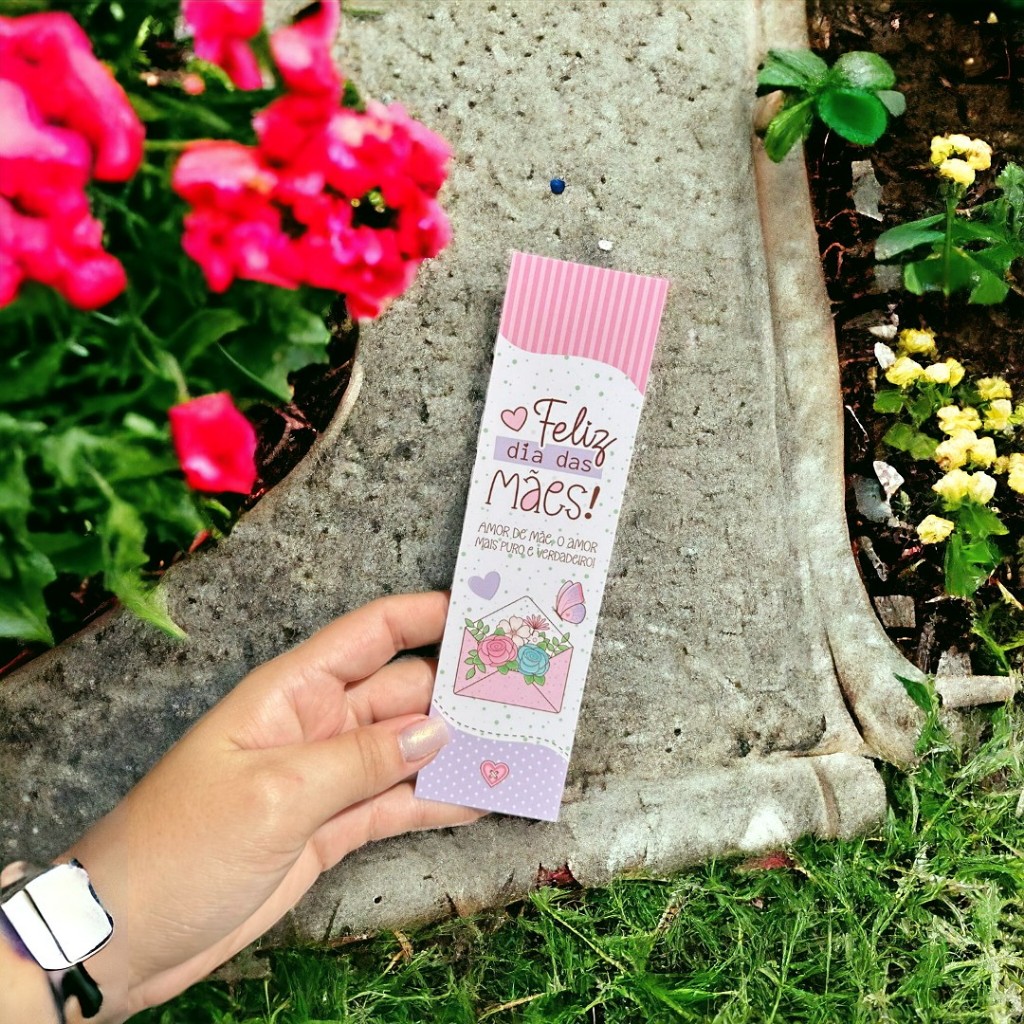 Feliz
dia das
Mães!
AMOR DE MÃE, O AMOR
MAIS PURO E VERDADEIRO!